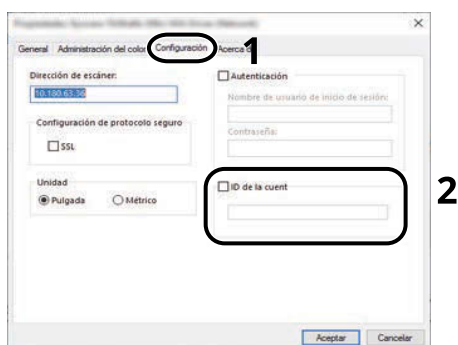 General Administración del color Configuración Acerca
1
Dirección de escáner:
10.180.63.36
Configuración de protocolo seguro
SSL
Unidad
Pulgada Métrico
Autenticación
Nombre de usuario de inicio de sesión:
Contraseña:
ID de la cuent
2
Aceptar Cancelar